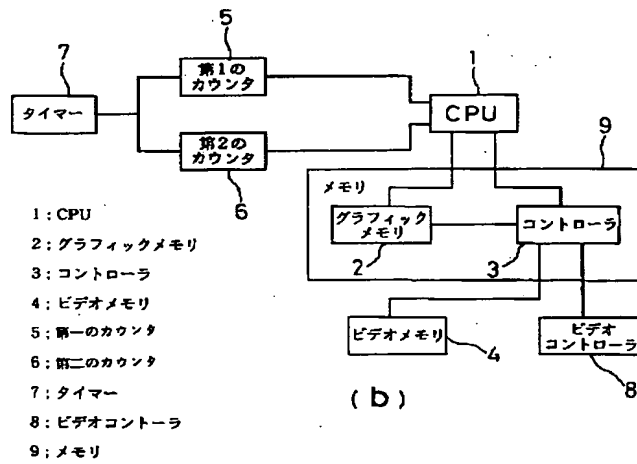 5
第1の
カウンタ
7
タイマー
1
CPU
第2の
カウンタ
6
9
メモリ
グラフィック
メモリ
2
コントローラ
3
ビデオメモリ
4
ビデオ
コントローラ
8
(b)
1;CPU
2;グラフィックメモリ
3;コントローラ
4;ビデオメモリ
5;第一のカウンタ
6;第二のカウンタ
7;タイマー
8;ビデオコントローラ
9;メモリ